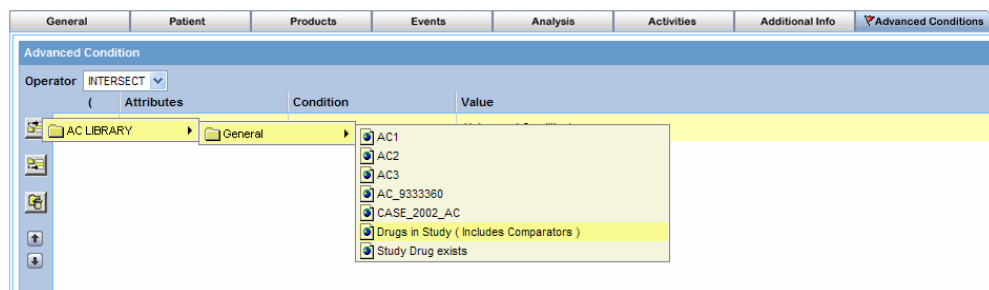 General Patient Products Events Analysis Activities Additional Info Advanced Conditions
Advanced Condition
Operator INTERSECT
( Attributes Condition Value
AC LIBRARY General
AC1
AC2
AC3
AC_9333360
CASE_2002_AC
Drugs in Study ( Includes Comparators )
Study Drug exists